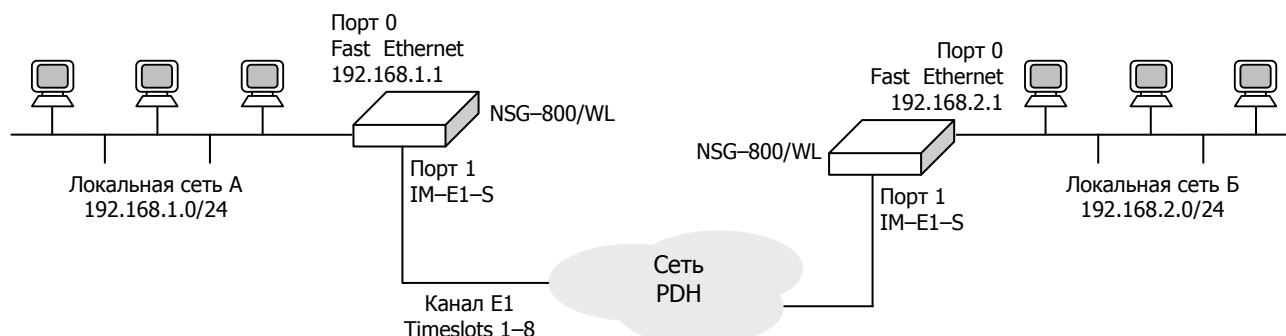 Порт 0
Fast Ethernet
192.168.1.1
NSG–800/WL
Порт 1
IM–E1–S
Локальная сеть А
192.168.1.0/24
Канал E1
Timeslots 1–8
Сеть
PDH
Порт 0
Fast Ethernet
192.168.2.1
NSG–800/WL
Порт 1
IM–E1–S
Локальная сеть Б
192.168.2.0/24